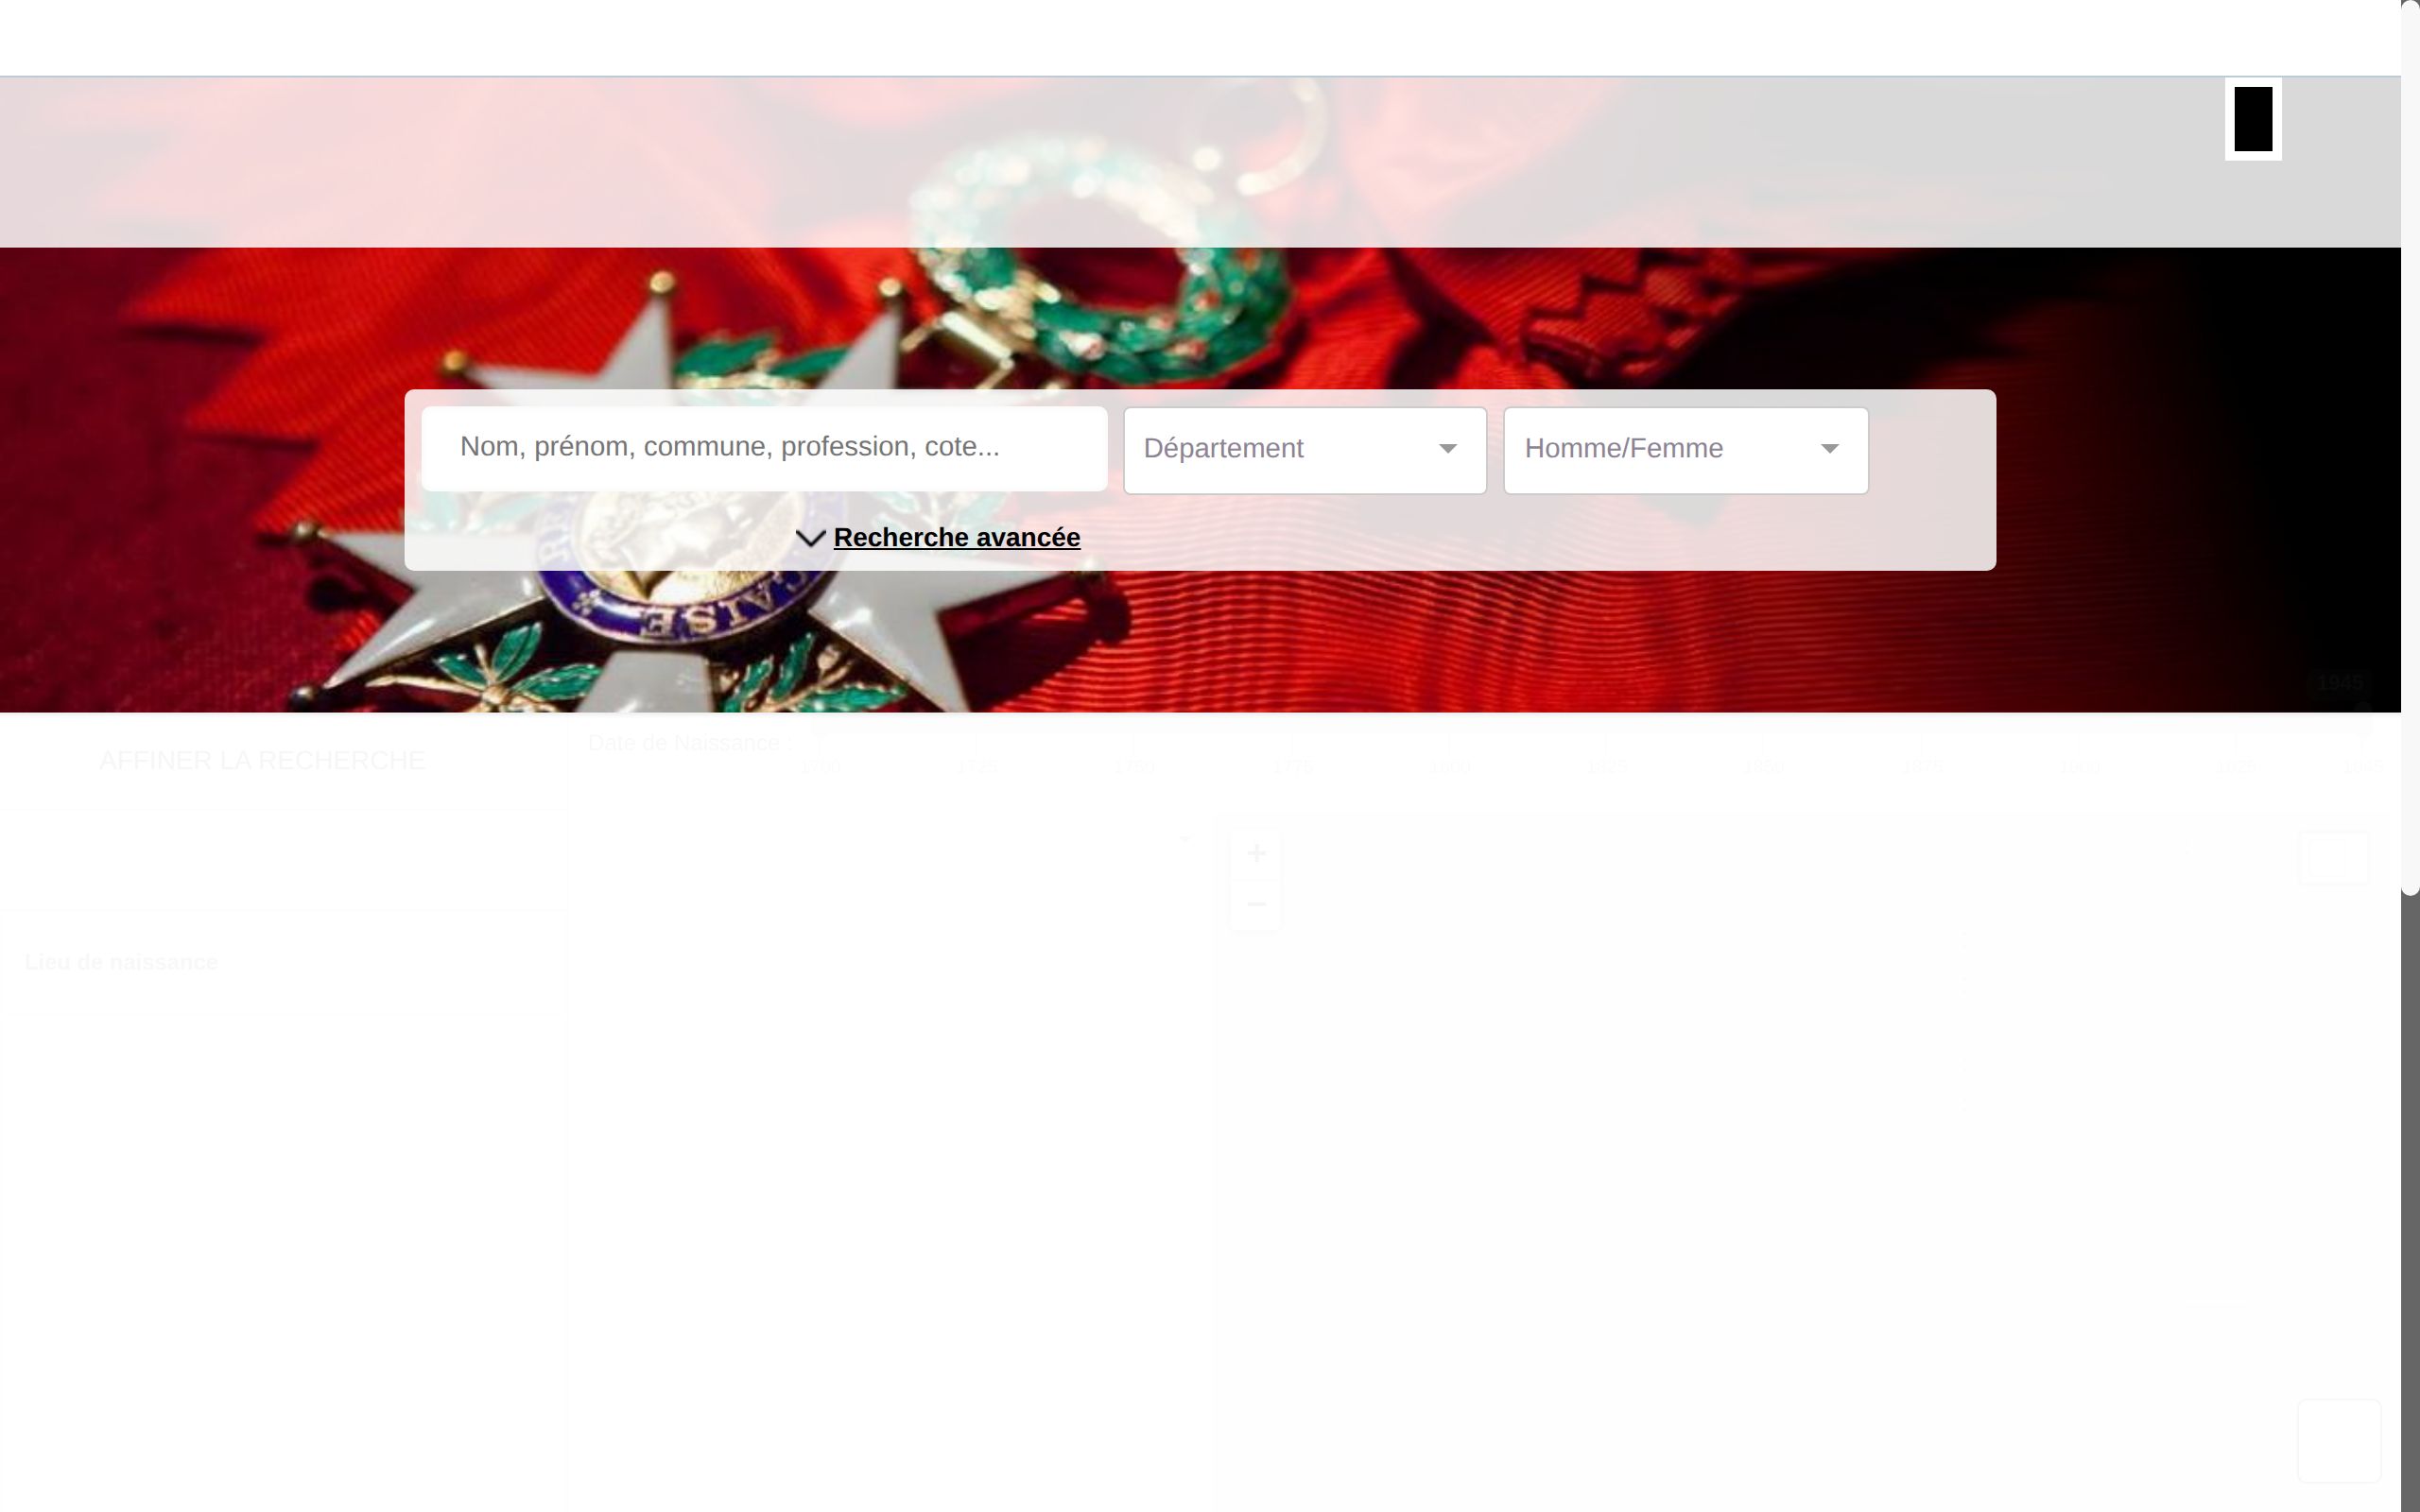 Nom, prénom, commune, profession, cote...
Département
Homme/Femme
Recherche avancée
CAISE
1945
Date de Naissance :
AFFINER LA RECHERCHE
+
−
Lieu de naissance